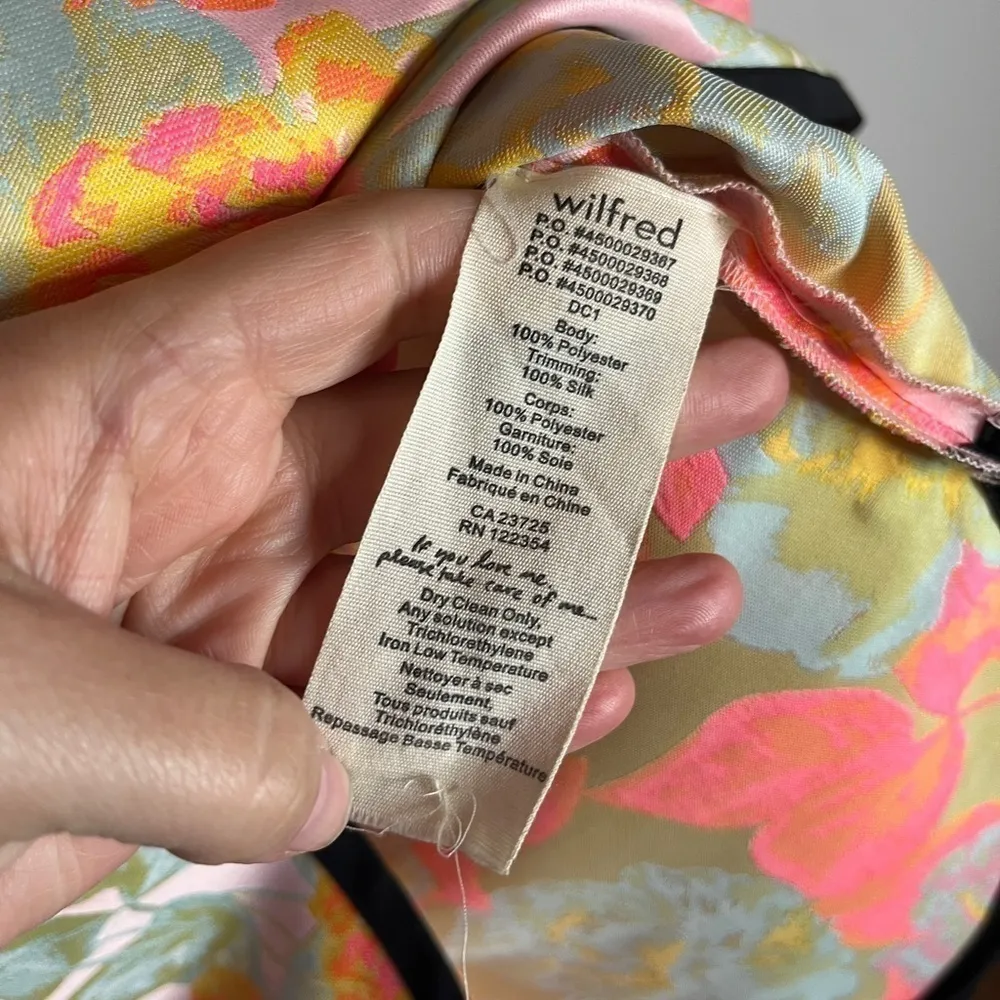 wilfred
P.O. #4500029367
P.O. #4500029368
P.O. #4500029369
P.O. #4500029370
DC1
Body:
100% Polyester
Trimming:
100% Silk
Corps:
100% Polyester
Garniture:
100% Soie
Made in China
Fabriqué en Chine
CA 23725
RN 122354
If you love me,
please take care of me...
Dry Clean Only,
Any solution except
Trichlorethylene
Iron Low Temperature
Nettoyer à sec
Seulement.
Tous produits sauf
Trichloréthylène
Repassage Basse Température